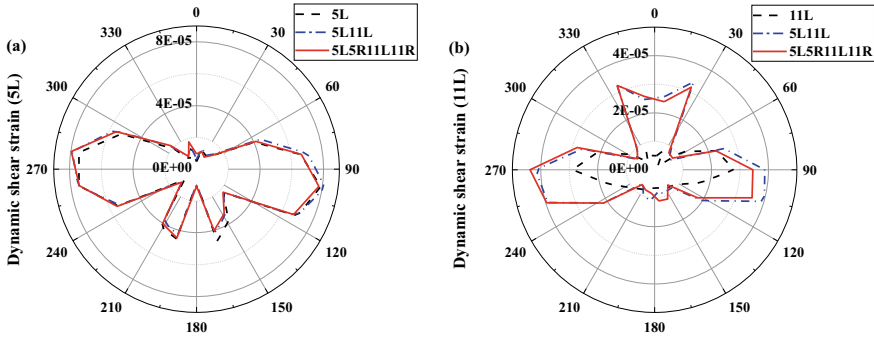 (a)
Dynamic shear strain (5L)
5L
5L11L
5L5R11L11R
0
30
60
90
120
150
180
240
270
300
330
8E-05
4E-05
0E+00
(b)
Dynamic shear strain (11L)
11L
5L11L
5L5R11L11R
0
30
60
90
120
150
180
240
270
300
330
4E-05
2E-05
0E+00